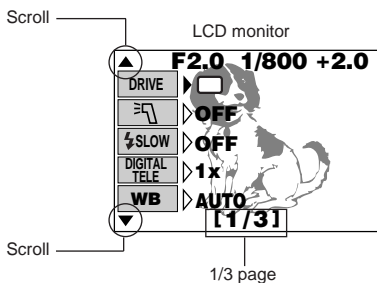 Scroll
LCD monitor
F2.0 1/800 +2.0
DRIVE
OFF
SLOW OFF
DIGITAL
TELE 1x
WB AUTO
[1/3]
Scroll
1/3 page